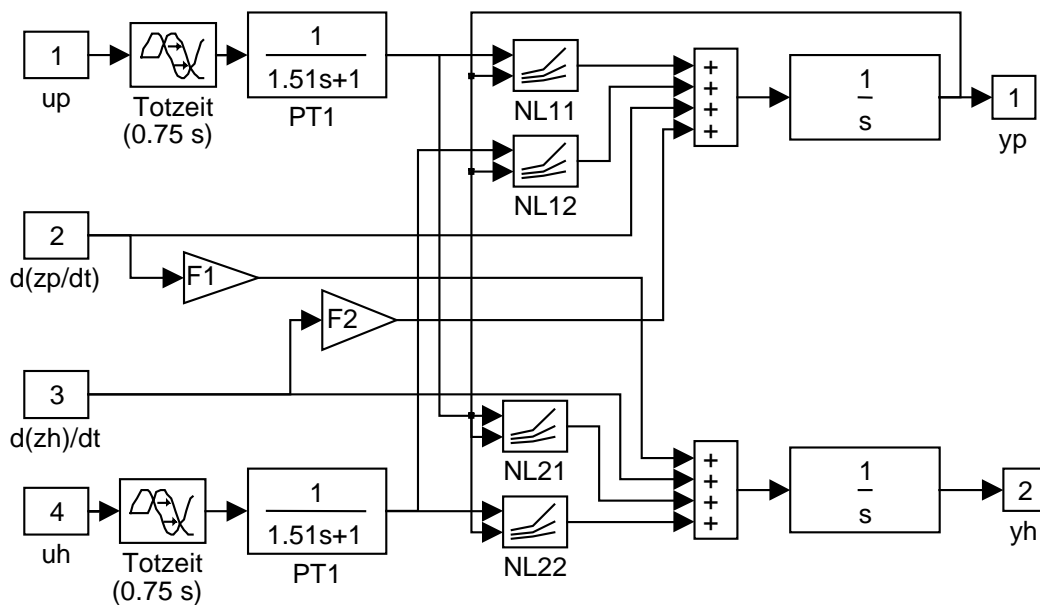 1
up
Totzeit
(0.75 s)
1
1.51s+1
PT1
NL11
NL12
+
+
+
+
1
s
1
yp
2
d(zp/dt)
F1
F2
3
d(zh)/dt
4
uh
Totzeit
(0.75 s)
1
1.51s+1
PT1
NL21
NL22
+
+
+
+
1
s
2
yh